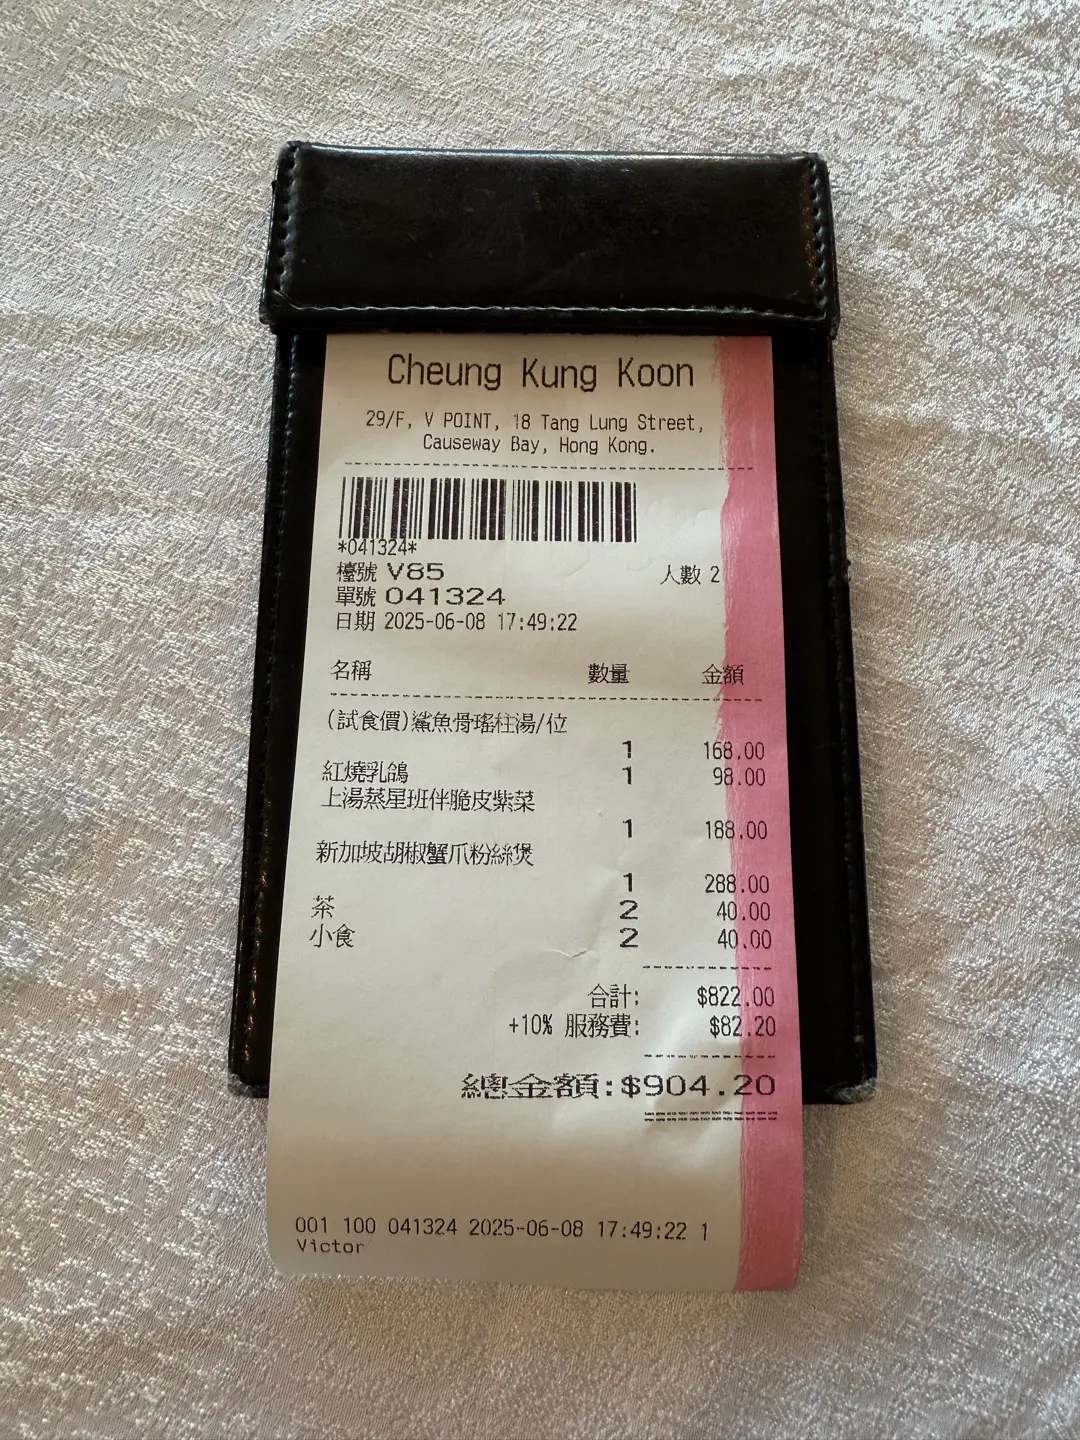 Cheung Kung Koon
29/F, V POINT, 18 Tang Lung Street,
Causeway Bay, Hong Kong.
*041324*
檯號 V85 人數 2
單號 041324
日期 2025-06-08 17:49:22
名稱 數量 金額
(試食價)鯊魚骨瑤柱湯/位
1 168.00
紅燒乳鴿 1 98.00
上湯蒸星班伴脆皮紫菜
1 188.00
新加坡胡椒蟹爪粉絲煲
1 288.00
茶 2 40.00
小食 2 40.00
合計: $822.00
+10% 服務費: $82.20
總金額:$904.20
001 100 041324 2025-06-08 17:49:22 1
Victor